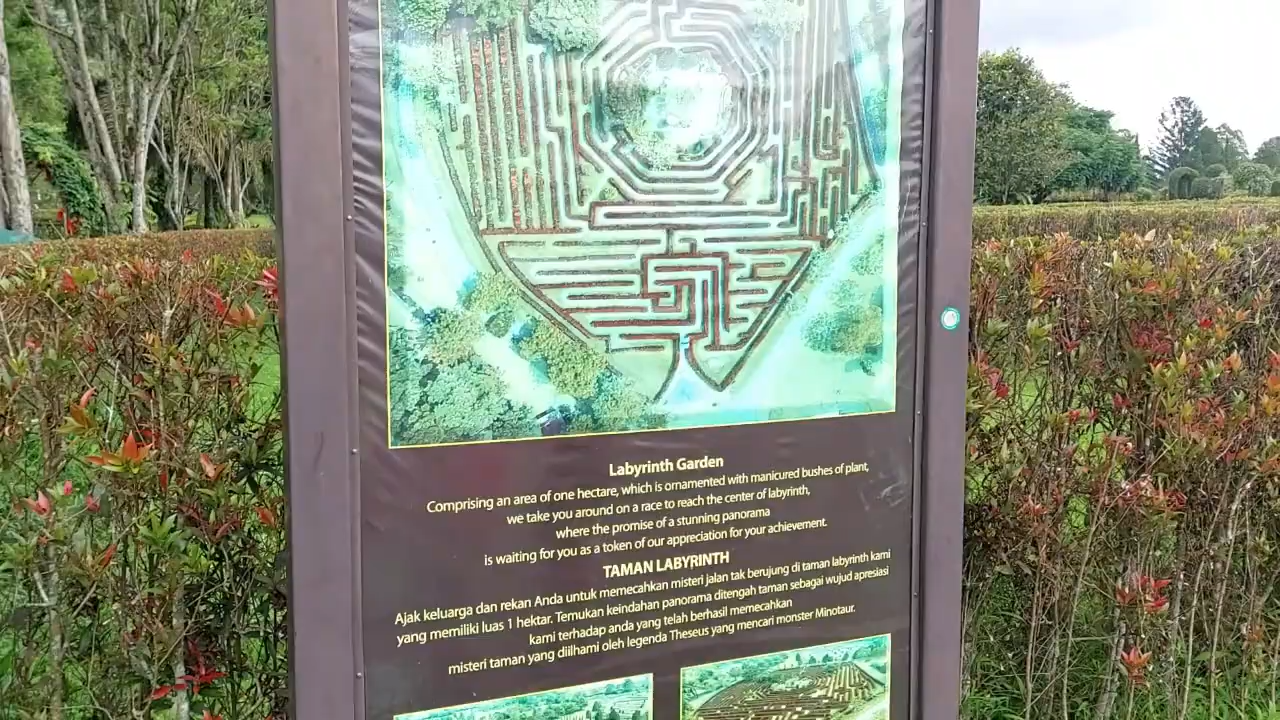 Labyrinth Garden
Comprising an area of one hectare, which is ornamented with manicured bushes of plant,
we take you around on a race to reach the center of labyrinth,
where the promise of a stunning panorama
is waiting for you as a token of our appreciation for your achievement.
TAMAN LABYRINTH
Ajak keluarga dan rekan Anda untuk memecahkan misteri jalan tak berujung di taman labyrinth kami
yang memiliki luas 1 hektar. Temukan keindahan panorama ditengah taman sebagai wujud apresiasi
kami terhadap anda yang telah berhasil memecahkan
misteri taman yang diilhami oleh legenda Theseus yang mencari monster Minotaur.